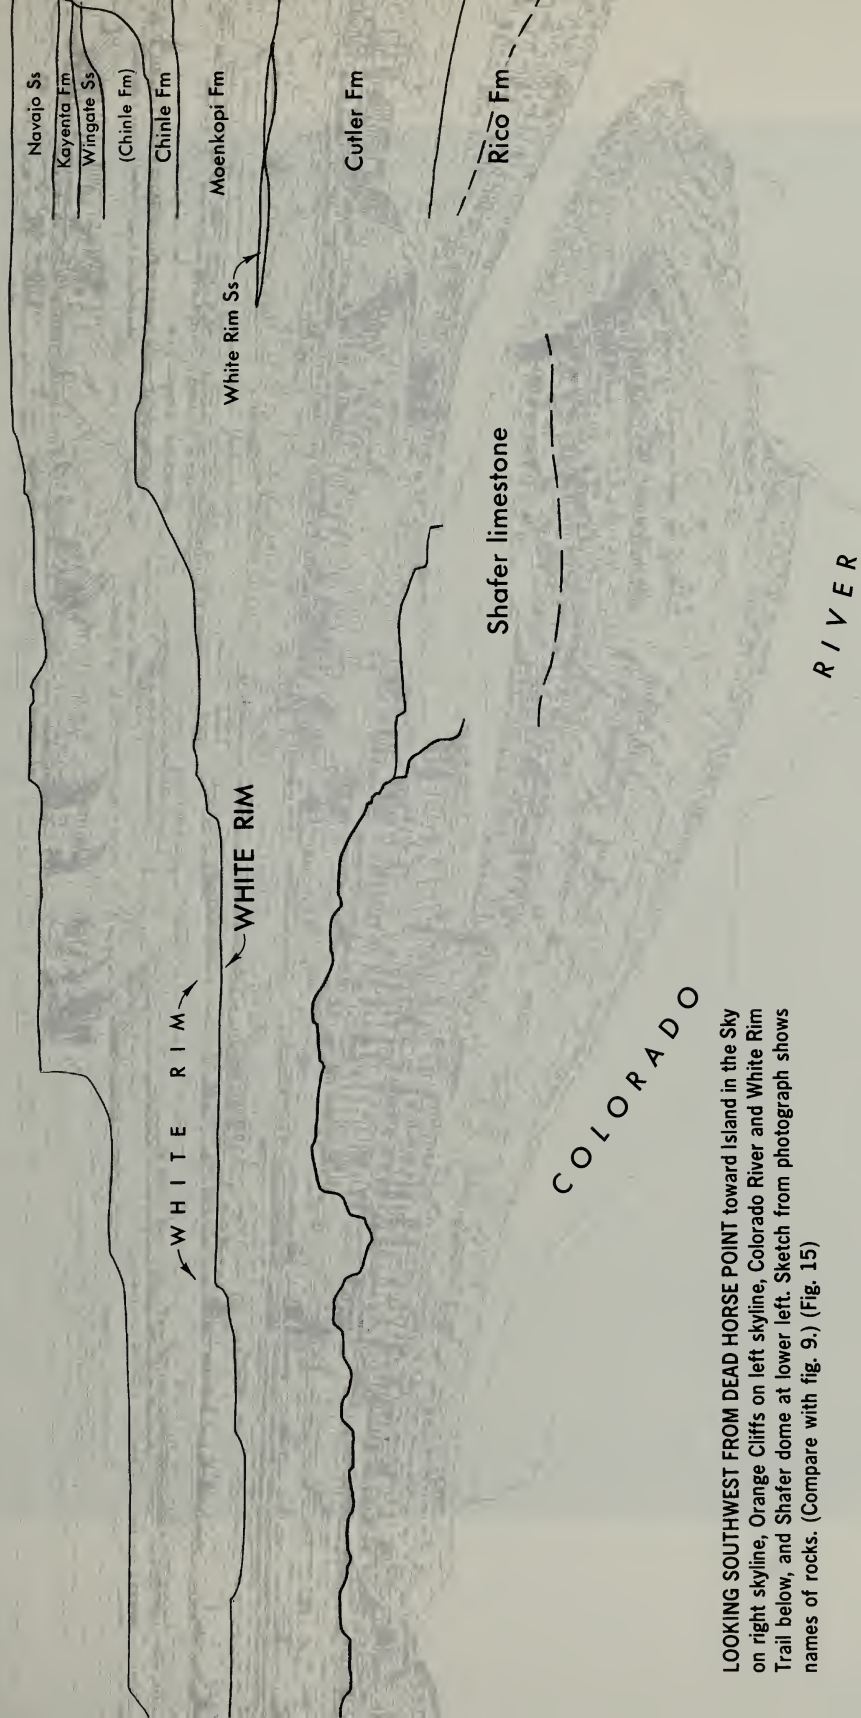 Navajo Ss
Kayenta Fm
Wingate Ss
(Chinle Fm)
Chinle Fm
Moenkopi Fm
White Rim Ss
Cutler Fm
Rico Fm
WHITE RIM
WHITE RIM
Shafer limestone
COLORADO
RIVER
LOOKING SOUTHWEST FROM DEAD HORSE POINT toward Island in the Sky
on right skyline, Orange Cliffs on left skyline, Colorado River and White Rim
Trail below, and Shafer dome at lower left. Sketch from photograph shows
names of rocks. (Compare with fig. 9.) (Fig. 15)